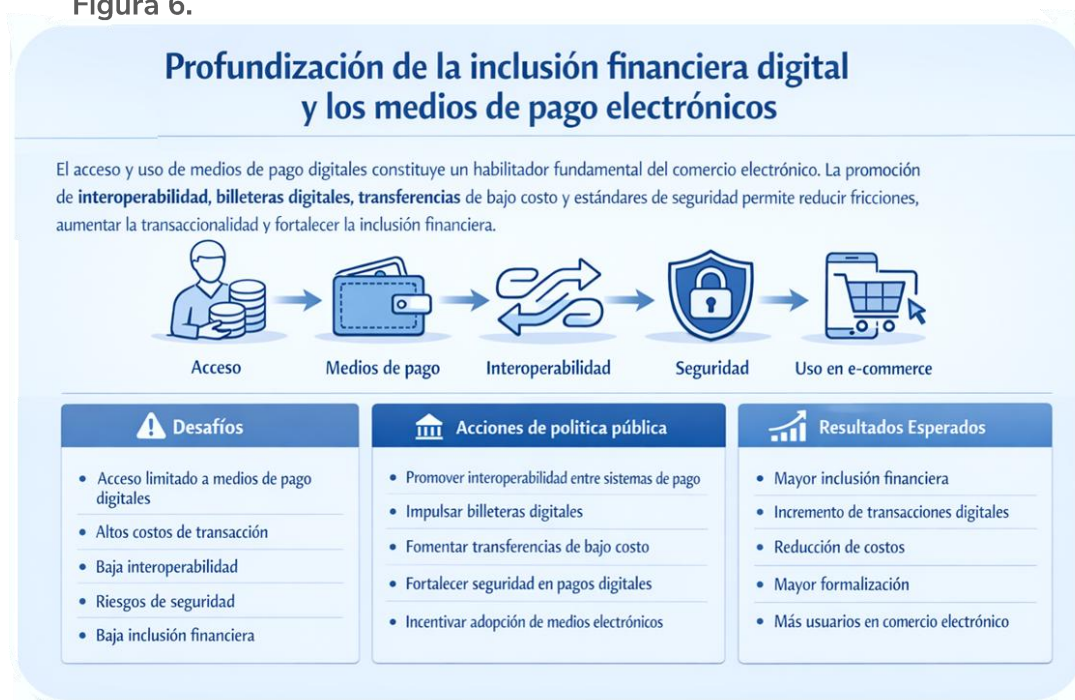 Figura 6.
Profundización de la inclusión financiera digital
y los medios de pago electrónicos
El acceso y uso de medios de pago digitales constituye un habilitador fundamental del comercio electrónico. La promoción
de interoperabilidad, billeteras digitales, transferencias de bajo costo y estándares de seguridad permite reducir fricciones,
aumentar la transaccionalidad y fortalecer la inclusión financiera.
Acceso
Medios de pago
Interoperabilidad
Seguridad
Uso en e-commerce
Desafíos
• Acceso limitado a medios de pago
digitales
• Altos costos de transacción
• Baja interoperabilidad
• Riesgos de seguridad
• Baja inclusión financiera
Acciones de politica pública
• Promover interoperabilidad entre sistemas de pago
• Impulsar billeteras digitales
• Fomentar transferencias de bajo costo
• Fortalecer seguridad en pagos digitales
• Incentivar adopción de medios electrónicos
Resultados Esperados
• Mayor inclusión financiera
• Incremento de transacciones digitales
• Reducción de costos
• Mayor formalización
• Más usuarios en comercio electrónico